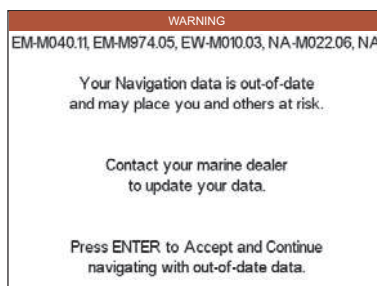 WARNING
EM-M040.11, EM-M974.05, EW-M010.03, NA-M022.06, NA
Your Navigation data is out-of-date
and may place you and others at risk.
Contact your marine dealer
to update your data.
Press ENTER to Accept and Continue
navigating with out-of-date data.